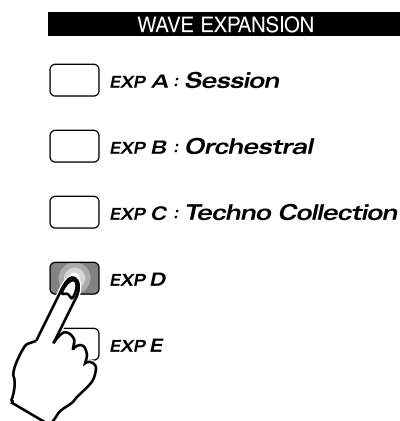 WAVE EXPANSION
EXP A : Session
EXP B : Orchestral
EXP C : Techno Collection
EXP D
EXP E